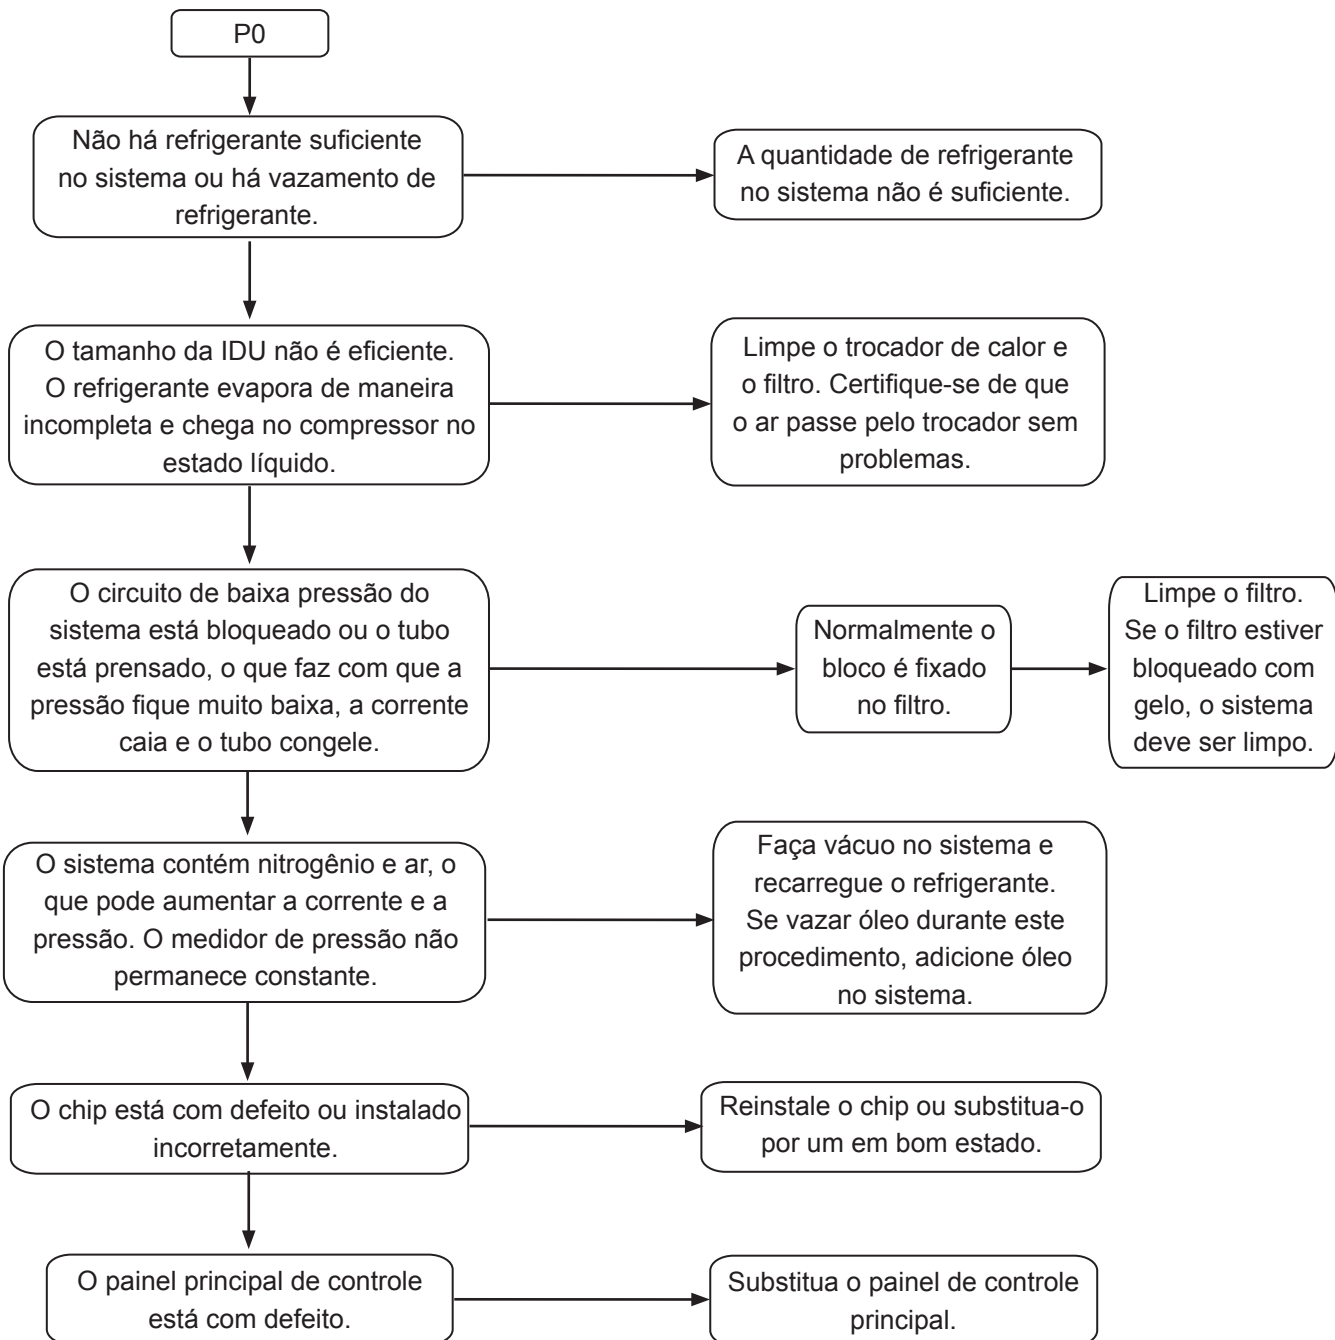 P0
Não há refrigerante suficiente
no sistema ou há vazamento de
refrigerante.
A quantidade de refrigerante
no sistema não é suficiente.
O tamanho da IDU não é eficiente.
O refrigerante evapora de maneira
incompleta e chega no compressor no
estado líquido.
Limpe o trocador de calor e
o filtro. Certifique-se de que
o ar passe pelo trocador sem
problemas.
O circuito de baixa pressão do
sistema está bloqueado ou o tubo
está prensado, o que faz com que a
pressão fique muito baixa, a corrente
caia e o tubo congele.
Normalmente o
bloco é fixado
no filtro.
Limpe o filtro.
Se o filtro estiver
bloqueado com
gelo, o sistema
deve ser limpo.
O sistema contém nitrogênio e ar, o
que pode aumentar a corrente e a
pressão. O medidor de pressão não
permanece constante.
Faça vácuo no sistema e
recarregue o refrigerante.
Se vazar óleo durante este
procedimento, adicione óleo
no sistema.
O chip está com defeito ou instalado
incorretamente.
Reinstale o chip ou substitua-o
por um em bom estado.
O painel principal de controle
está com defeito.
Substitua o painel de controle
principal.